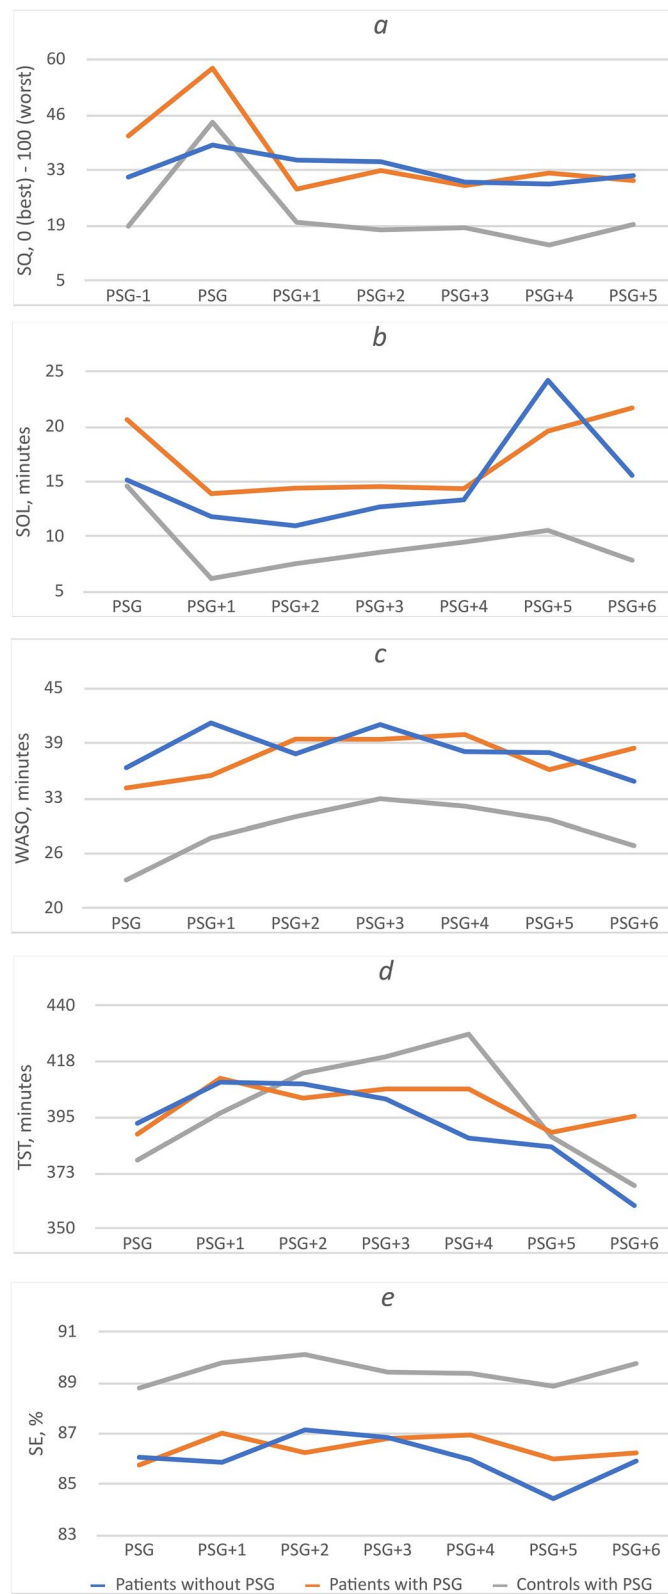 a
SQ, 0 (best) - 100 (worst)
60
46
33
19
5
PSG-1 PSG PSG+1 PSG+2 PSG+3 PSG+4 PSG+5
b
SOL, minutes
25
20
15
10
5
PSG PSG+1 PSG+2 PSG+3 PSG+4 PSG+5 PSG+6
c
WASO, minutes
45
39
33
26
20
PSG PSG+1 PSG+2 PSG+3 PSG+4 PSG+5 PSG+6
d
TST, minutes
440
418
395
373
350
PSG PSG+1 PSG+2 PSG+3 PSG+4 PSG+5 PSG+6
e
SE, %
91
89
87
85
83
PSG PSG+1 PSG+2 PSG+3 PSG+4 PSG+5 PSG+6
Patients without PSG Patients with PSG Controls with PSG